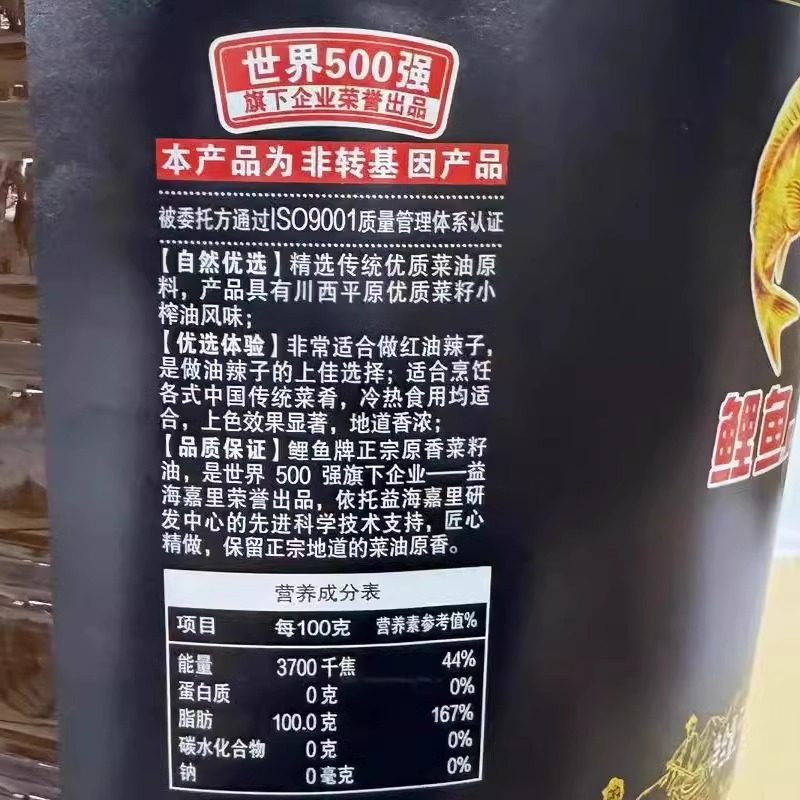 世界500强
旗下企业荣誉出品
本产品为非转基因产品
被委托方通过ISO9001质量管理体系认证
【自然优选】精选传统优质菜油原
料，产品具有川西平原优质菜籽小
榨油风味；
【优选体验】非常适合做红油辣子，
是做油辣子的上佳选择；适合烹饪
各式中国传统菜肴，冷热食用均适
合，上色效果显著，地道香浓；
【品质保证】鲤鱼牌正宗原香菜籽
油，是世界 500 强旗下企业——益
海嘉里荣誉出品，依托益海嘉里研
发中心的先进科学技术支持，匠心
精做，保留正宗地道的菜油原香。
营养成分表
项目 每100克 营养素参考值%
能量 3700千焦 44%
蛋白质 0克 0%
脂肪 100.0克 167%
碳水化合物 0克 0%
钠 0毫克 0%
鲤鱼